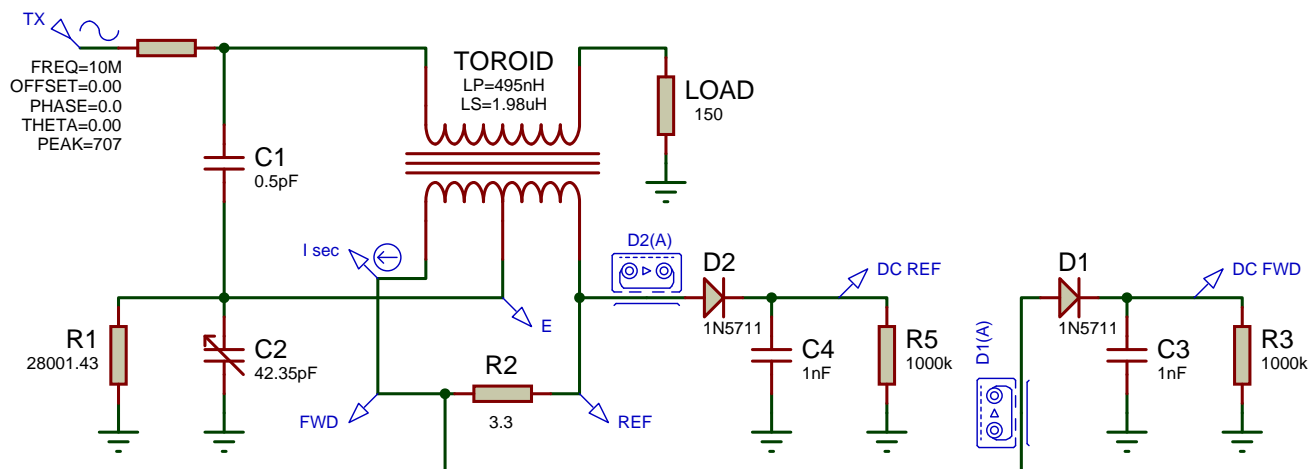 TX
FREQ=10M
OFFSET=0.00
PHASE=0.0
THETA=0.00
PEAK=707
TOROID
LP=495nH
LS=1.98uH
LOAD
150
C1
0.5pF
I sec
D2(A)
D2
1N5711
DC REF
D1
1N5711
DC FWD
E
R1
28001.43
C2
42.35pF
R2
3.3
FWD
REF
C4
1nF
R5
1000k
D1(A)
C3
1nF
R3
1000k